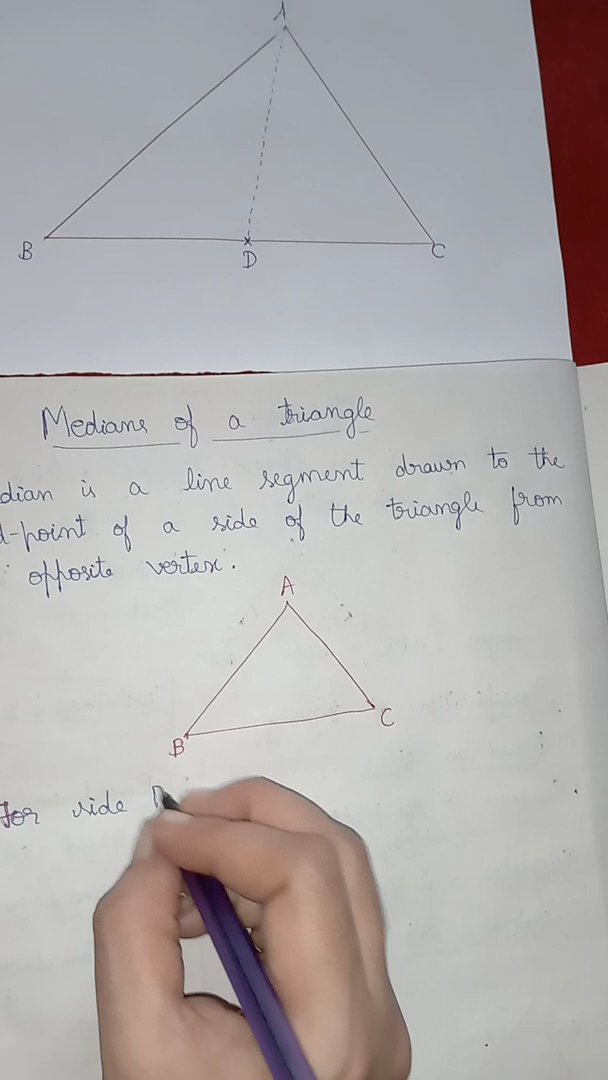 A
B
D
C
Medians of a triangle
dian is a line segment drawn to the
d-point of a side of the triangle from
opposite vertex.
A
B
C
For side